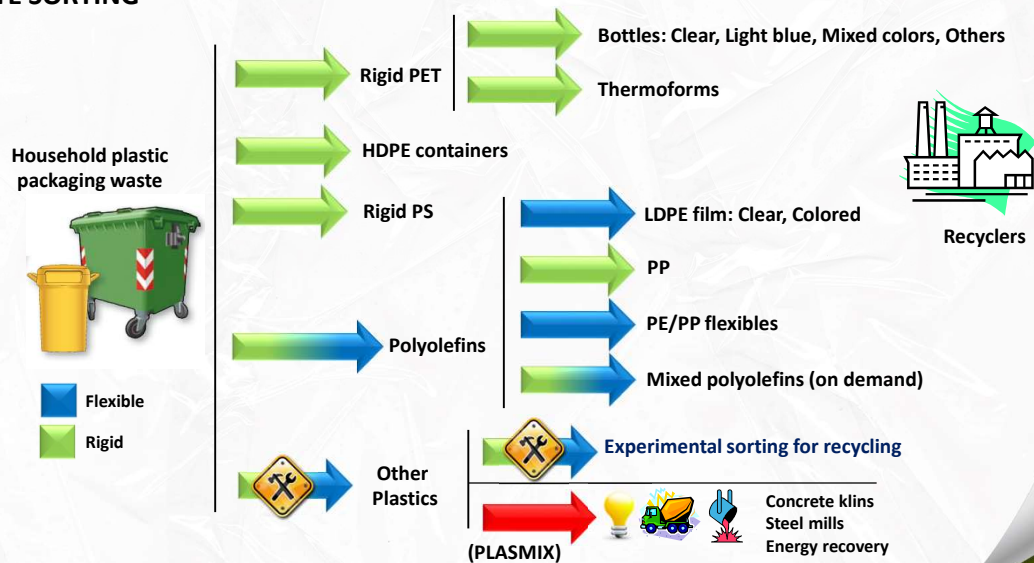 Household plastic
packaging waste
Flexible
Rigid
Rigid PET
Bottles: Clear, Light blue, Mixed colors, Others
Thermoforms
HDPE containers
Rigid PS
Polyolefins
LDPE film: Clear, Colored
PP
PE/PP flexibles
Mixed polyolefins (on demand)
Other
Plastics
Experimental sorting for recycling
(PLASMIX)
Concrete klins
Steel mills
Energy recovery
Recyclers